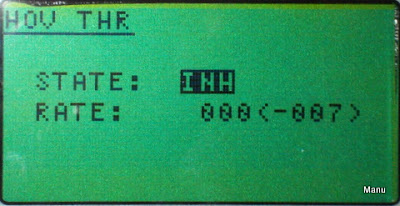 HOV THR
STATE: INH
RATE: 000(-007)
Manu